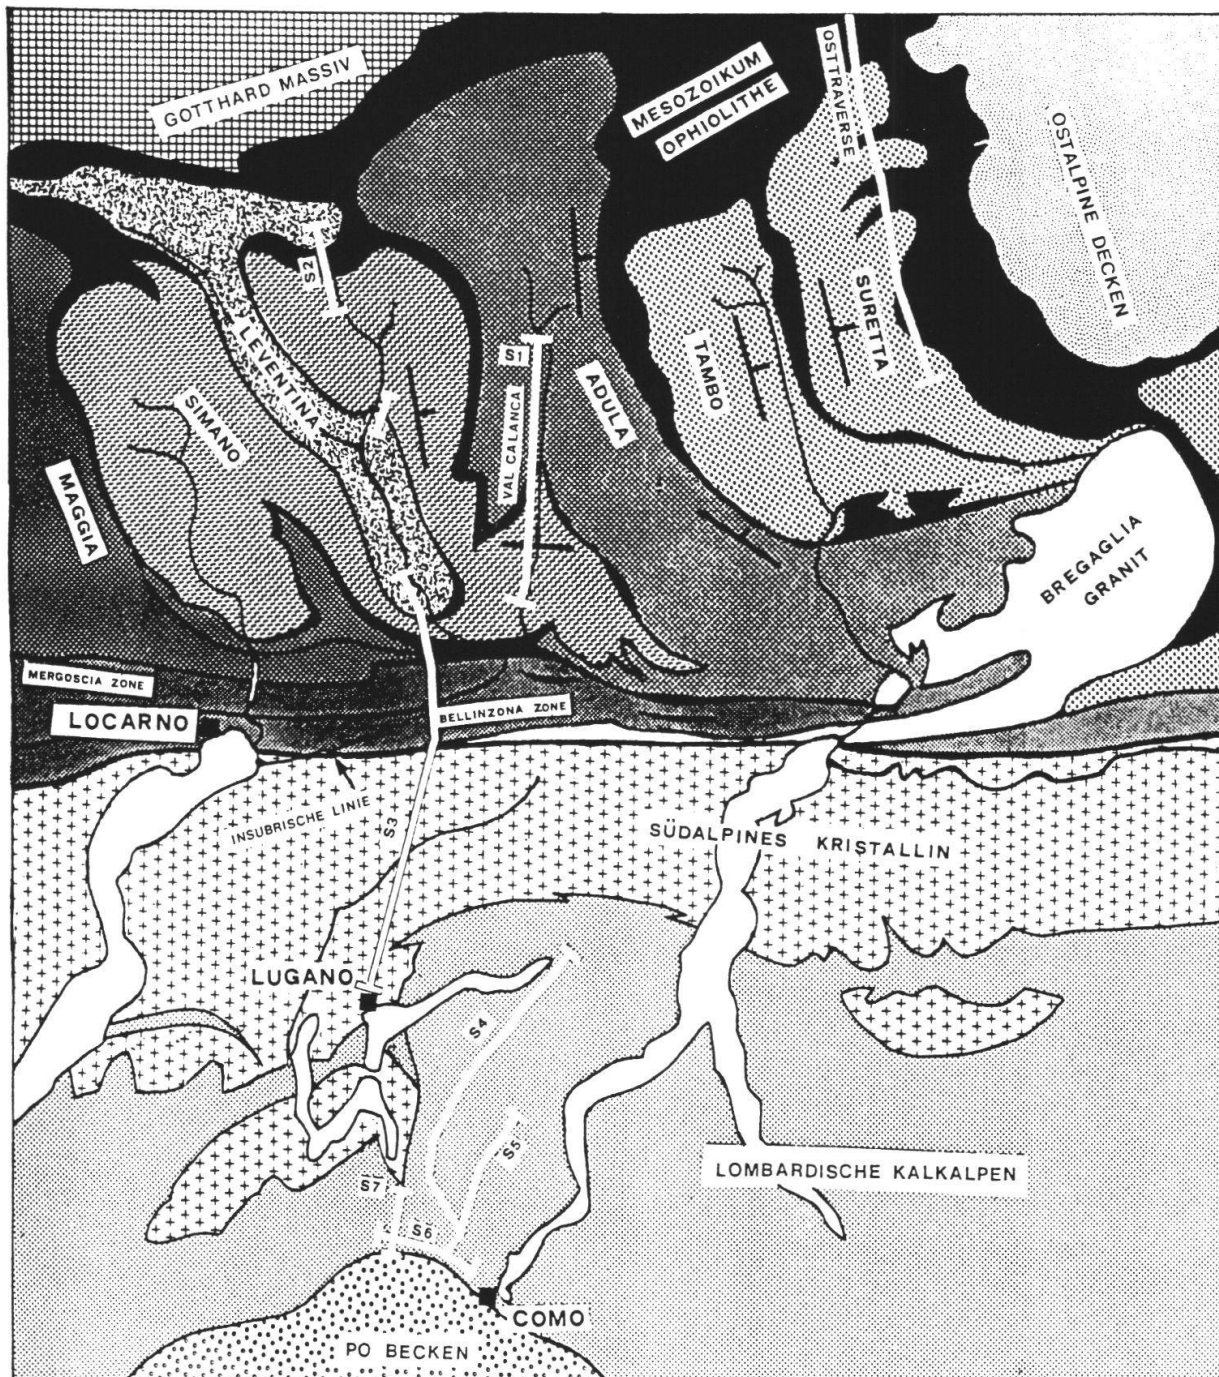 GOTTHARD MASSIV
MESOZOIKUM
OPHIOLITHE
OSTTRAVERSE
OSTALPINE DECKEN
S2
LEVENTINA
SIMANO
MAGGIA
S1
VAL CALANCA
ADULA
TAMBO
SURETTA
BREGAGLIA
GRANIT
MERGOSCIA ZONE
LOCARNO
BELLINZONA ZONE
INSUBRISCHE LINIE
S3
SÜDALPINES KRISTALLIN
LUGANO
S4
S5
S7
S6
LOMBARDISCHE KALKALPEN
COMO
PO BECKEN